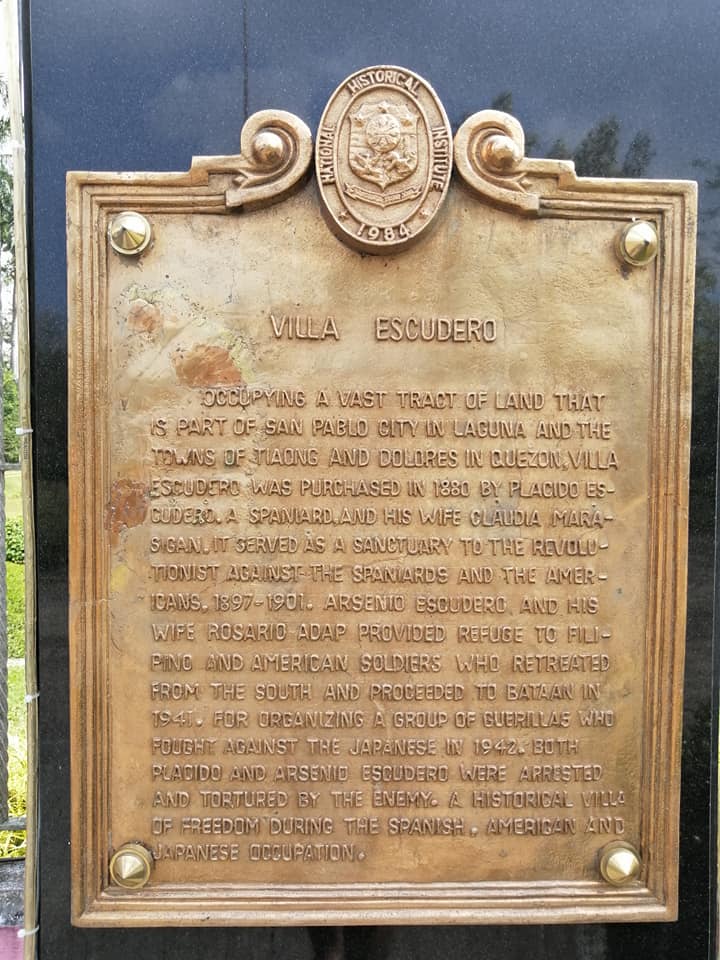 NATIONAL HISTORICAL INSTITUTE
1984
VILLA ESCUDERO
OCCUPYING A VAST TRACT OF LAND THAT
IS PART OF SAN PABLO CITY IN LAGUNA AND THE
TOWNS OF TIAONG AND DOLORES IN QUEZON, VILLA
ESCUDERO WAS PURCHASED IN 1880 BY PLACIDO ES-
CUDERO, A SPANIARD, AND HIS WIFE CLAUDIA MARA-
SIGAN. IT SERVED AS A SANCTUARY TO THE REVOLU-
TIONIST AGAINST THE SPANIARDS AND THE AMER-
ICANS, 1897-1901. ARSENIO ESCUDERO, AND HIS
WIFE ROSARIO ADAP PROVIDED REFUGE TO FILI-
PINO AND AMERICAN SOLDIERS WHO RETREATED
FROM THE SOUTH AND PROCEEDED TO BATAAN IN
1941. FOR ORGANIZING A GROUP OF GUERILLAS WHO
FOUGHT AGAINST THE JAPANESE IN 1942. BOTH
PLACIDO AND ARSENIO ESCUDERO WERE ARRESTED
AND TORTURED BY THE ENEMY. A HISTORICAL VILLA
OF FREEDOM DURING THE SPANISH, AMERICAN AND
JAPANESE OCCUPATION.